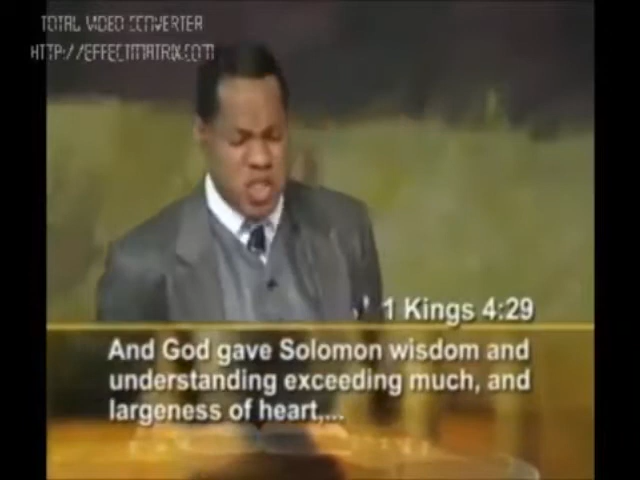 TOTAL VIDEO CONVERTER
HTTP://EFFECTMATRIX.COM
1 Kings 4:29
And God gave Solomon wisdom and
understanding exceeding much, and
largeness of heart,...